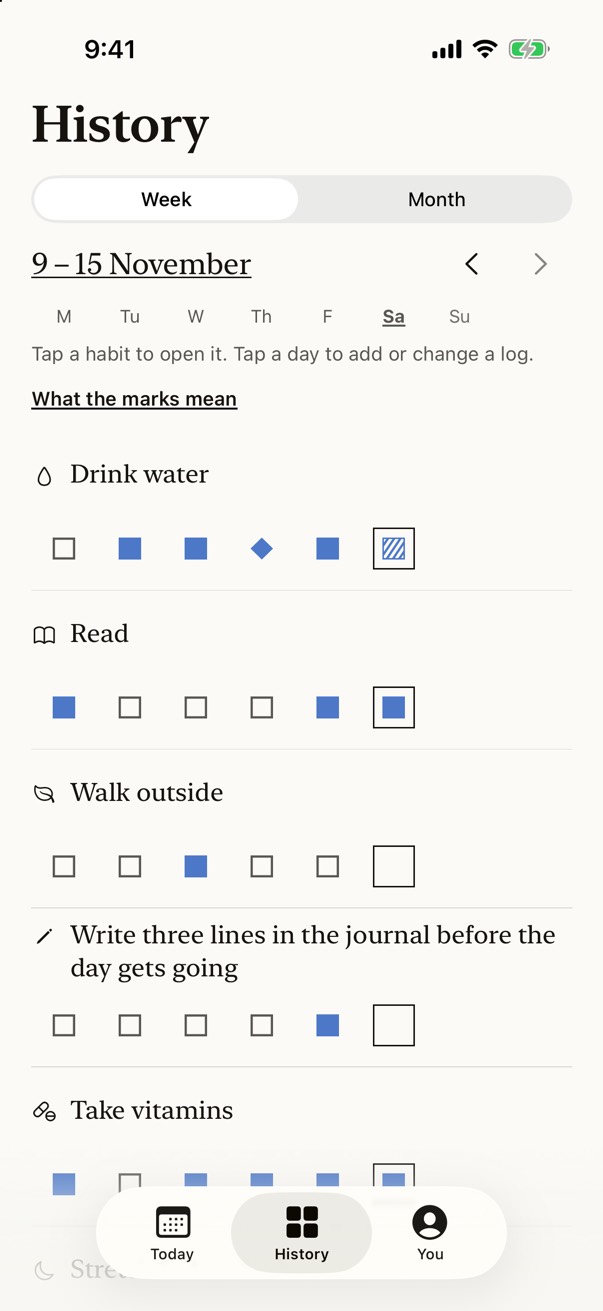 9:41
History
Week
Month
9 – 15 November
M Tu W Th F Sa Su
Tap a habit to open it. Tap a day to add or change a log.
What the marks mean
Drink water
Read
Walk outside
Write three lines in the journal before the
day gets going
Take vitamins
Today
History
You